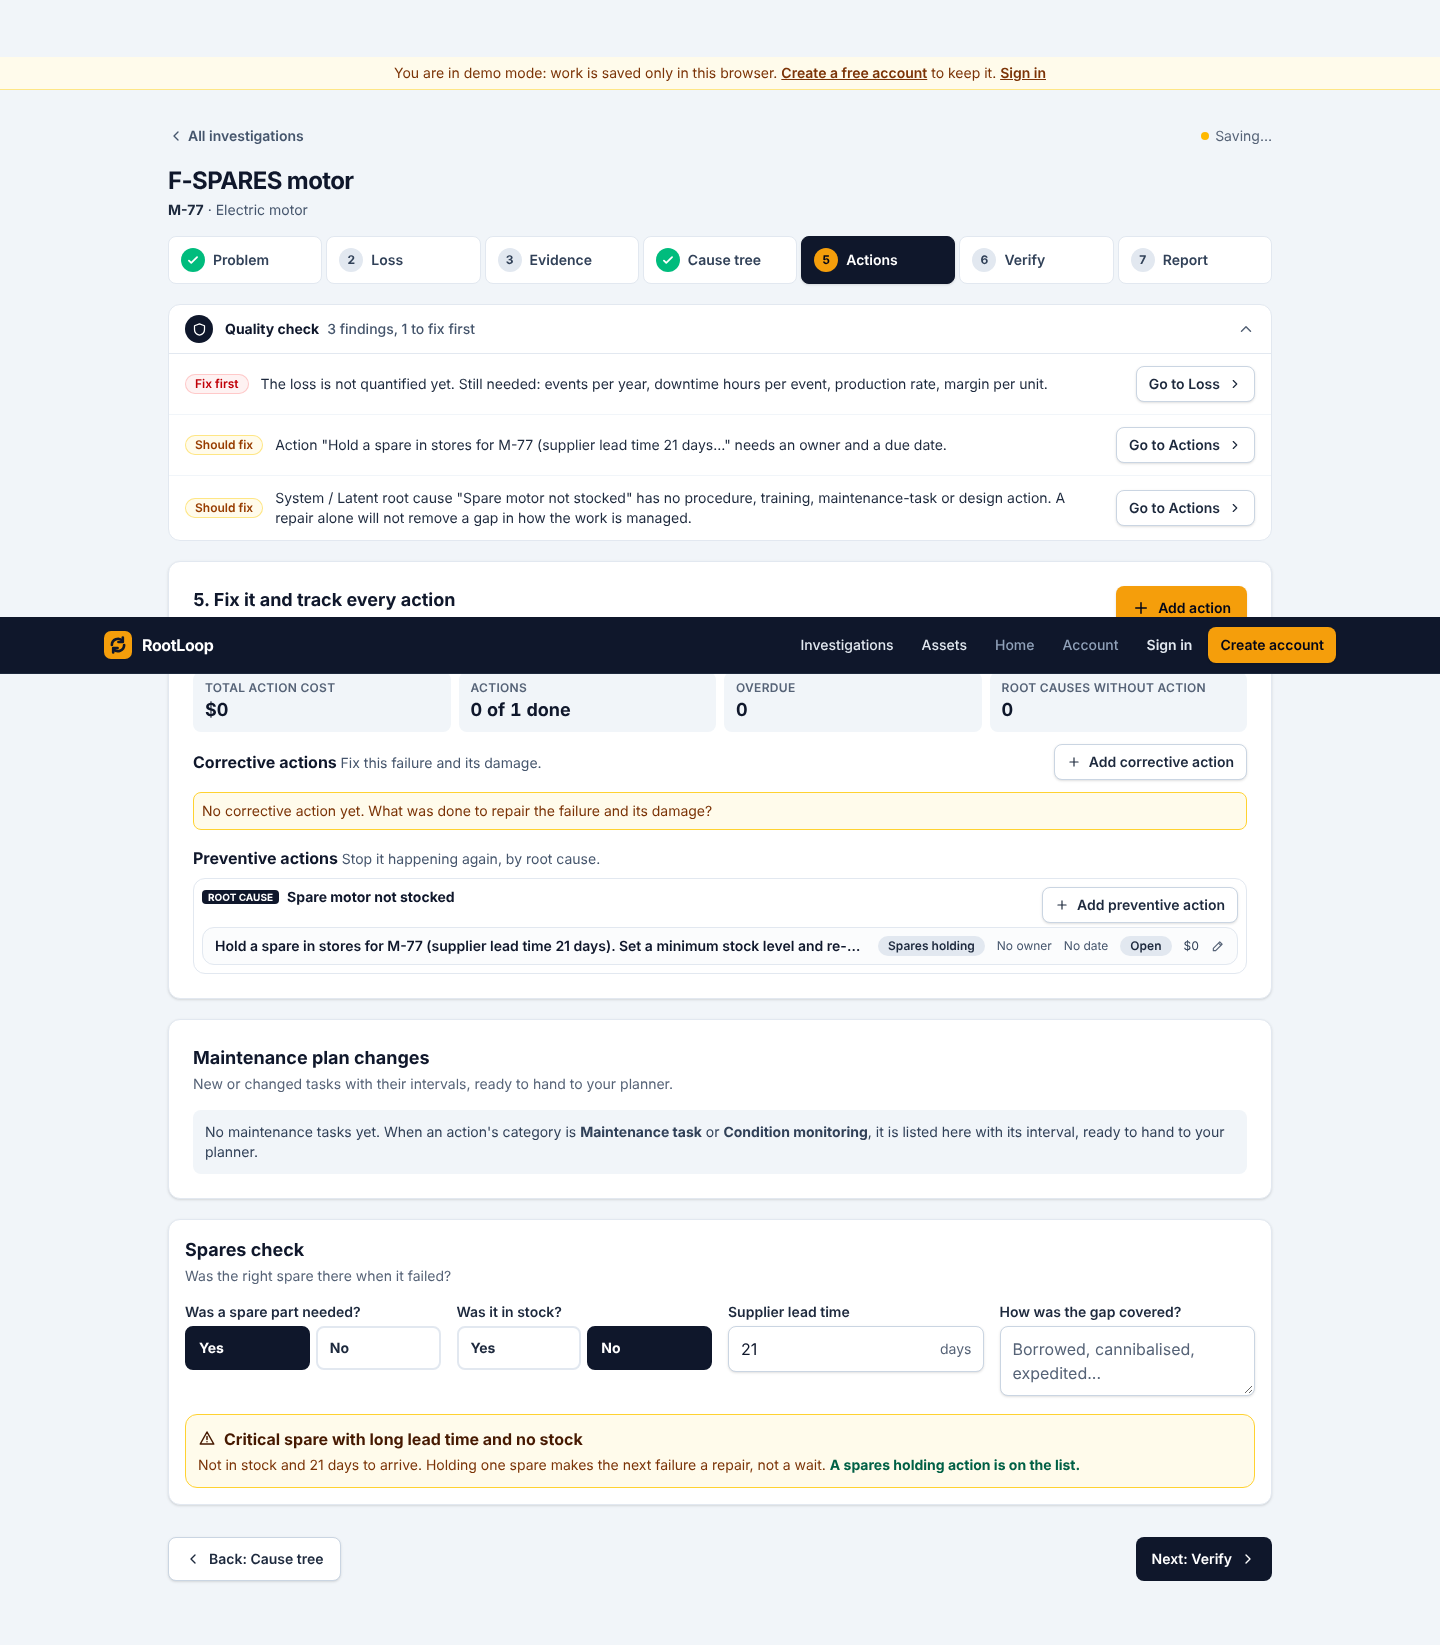 You are in demo mode: work is saved only in this browser. Create a free account to keep it. Sign in
All investigations
Saving...
F-SPARES motor
M-77 · Electric motor
Problem
2 Loss
3 Evidence
Cause tree
5 Actions
6 Verify
7 Report
Quality check 3 findings, 1 to fix first
Fix first The loss is not quantified yet. Still needed: events per year, downtime hours per event, production rate, margin per unit. Go to Loss
Should fix Action "Hold a spare in stores for M-77 (supplier lead time 21 days..." needs an owner and a due date. Go to Actions
Should fix System / Latent root cause "Spare motor not stocked" has no procedure, training, maintenance-task or design action. A
repair alone will not remove a gap in how the work is managed.
Go to Actions
5. Fix it and track every action
Add action
RootLoop
Investigations
Assets
Home
Account
Sign in
Create account
TOTAL ACTION COST
$0
ACTIONS
0 of 1 done
OVERDUE
0
ROOT CAUSES WITHOUT ACTION
0
Corrective actions Fix this failure and its damage.
Add corrective action
No corrective action yet. What was done to repair the failure and its damage?
Preventive actions Stop it happening again, by root cause.
ROOT CAUSE Spare motor not stocked
Add preventive action
Hold a spare in stores for M-77 (supplier lead time 21 days). Set a minimum stock level and re-... Spares holding No owner No date Open $0
Maintenance plan changes
New or changed tasks with their intervals, ready to hand to your planner.
No maintenance tasks yet. When an action's category is Maintenance task or Condition monitoring, it is listed here with its interval, ready to hand to your
planner.
Spares check
Was the right spare there when it failed?
Was a spare part needed?
Yes
No
Was it in stock?
Yes
No
Supplier lead time
21 days
How was the gap covered?
Borrowed, cannibalised,
expedited...
Critical spare with long lead time and no stock
Not in stock and 21 days to arrive. Holding one spare makes the next failure a repair, not a wait. A spares holding action is on the list.
Back: Cause tree
Next: Verify